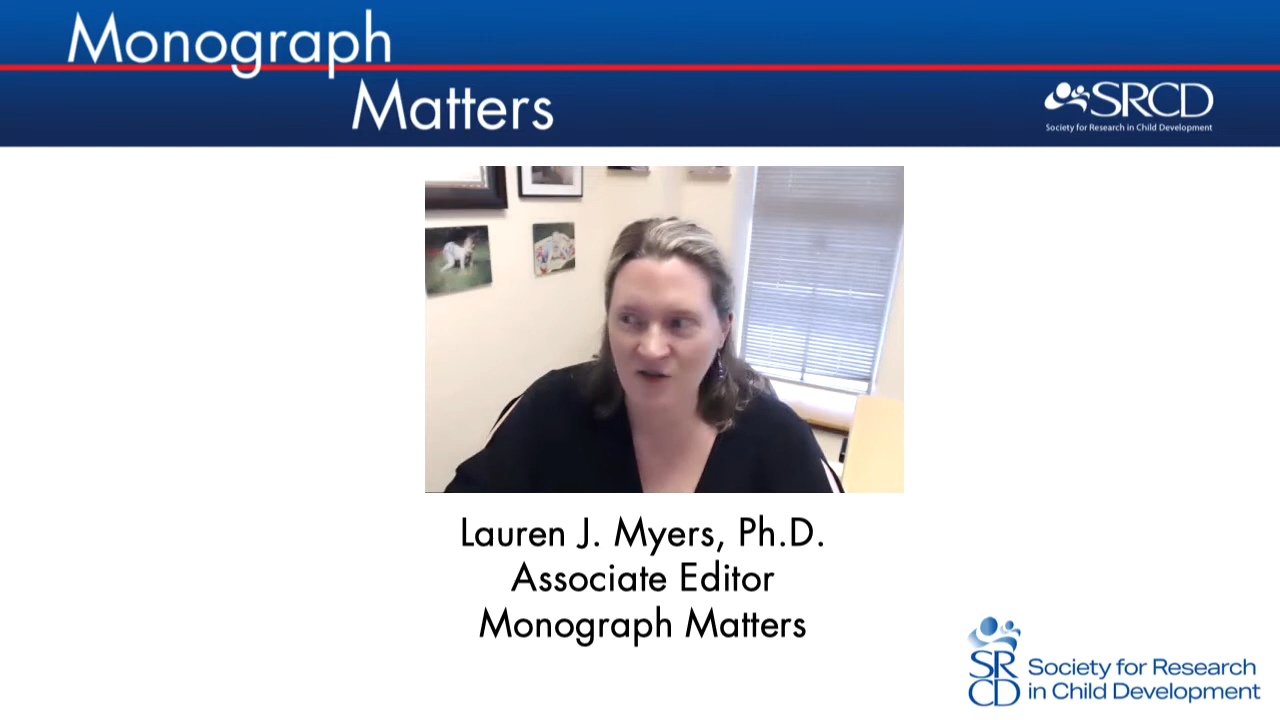 Monograph
Matters
SRCD
Society for Research in Child Development
Lauren J. Myers, Ph.D.
Associate Editor
Monograph Matters
SR
CD
Society for Research
in Child Development